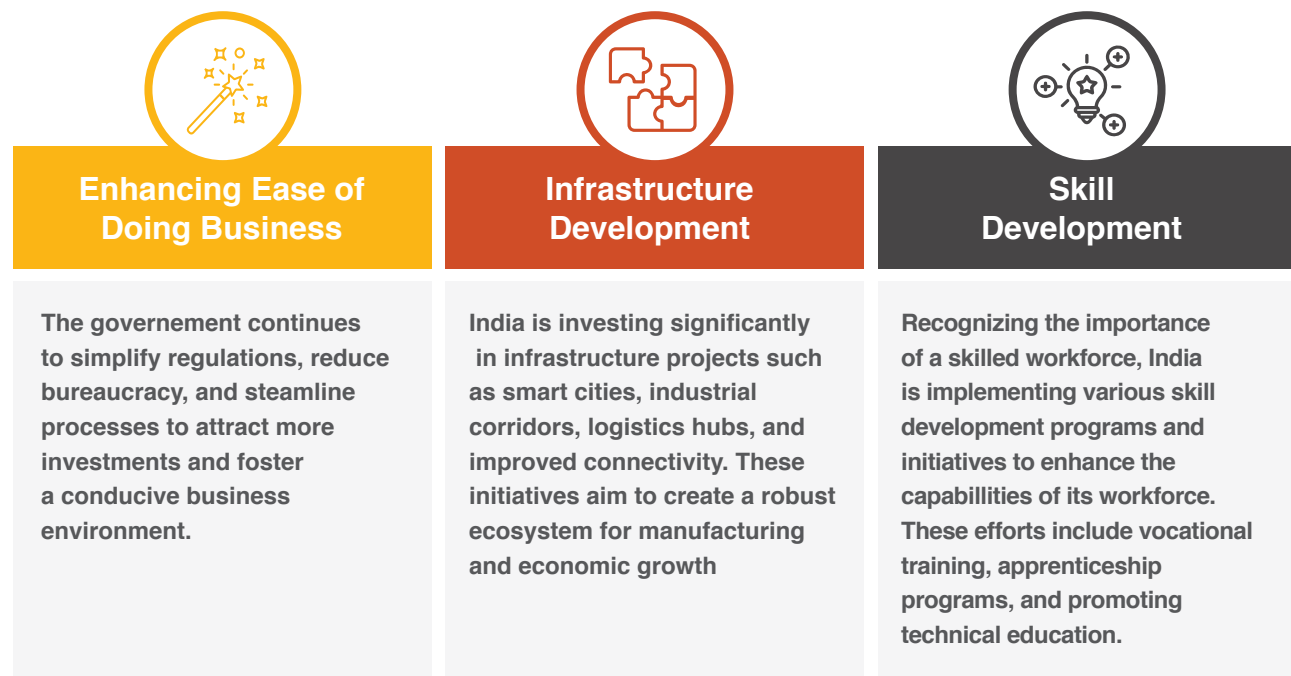 Enhancing Ease of
Doing Business
The governement continues
to simplify regulations, reduce
bureaucracy, and steamline
processes to attract more
investments and foster
a conducive business
environment.
Infrastructure
Development
India is investing significantly
in infrastructure projects such
as smart cities, industrial
corridors, logistics hubs, and
improved connectivity. These
initiatives aim to create a robust
ecosystem for manufacturing
and economic growth
Skill
Development
Recognizing the importance
of a skilled workforce, India
is implementing various skill
development programs and
initiatives to enhance the
capabillities of its workforce.
These efforts include vocational
training, apprenticeship
programs, and promoting
technical education.